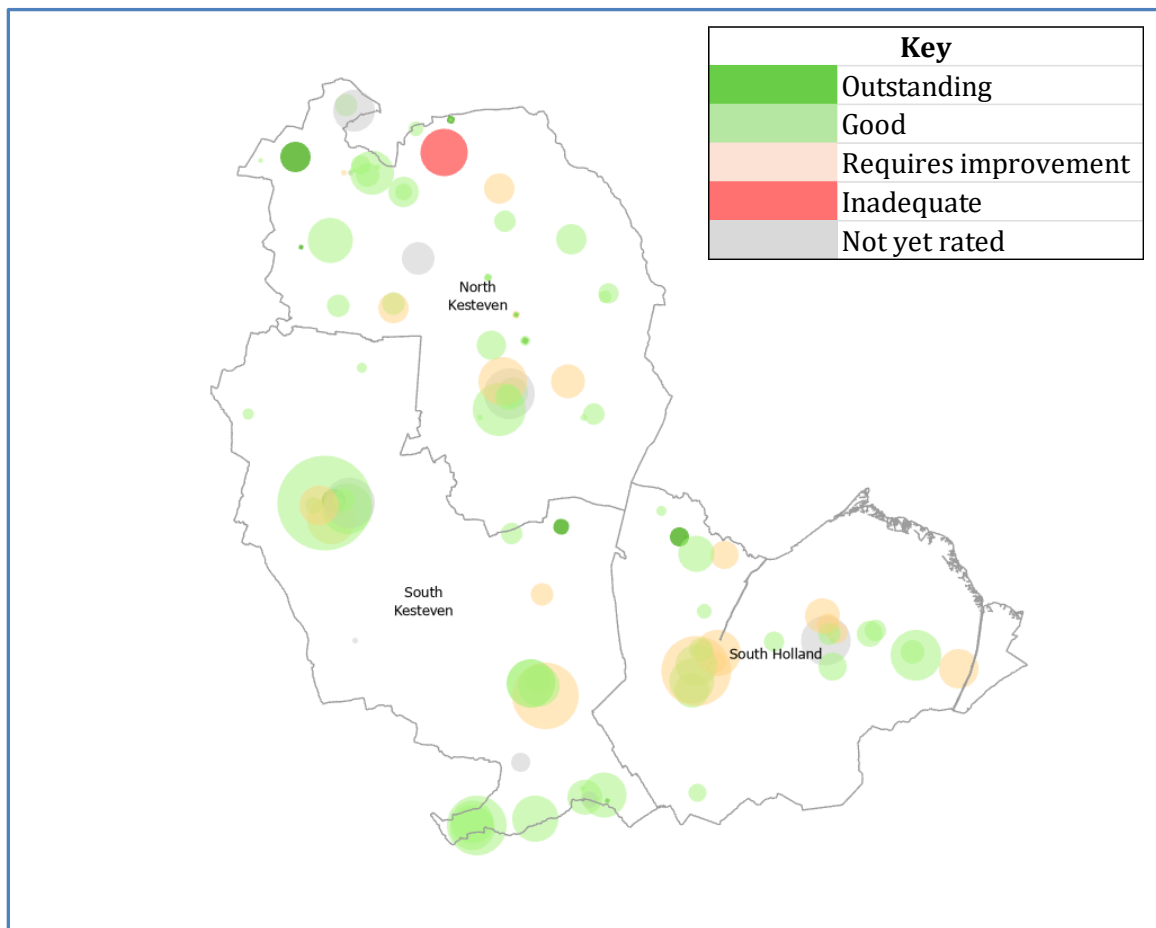 Key
Outstanding
Good
Requires improvement
Inadequate
Not yet rated
North
Kesteven
South
Kesteven
South Holland